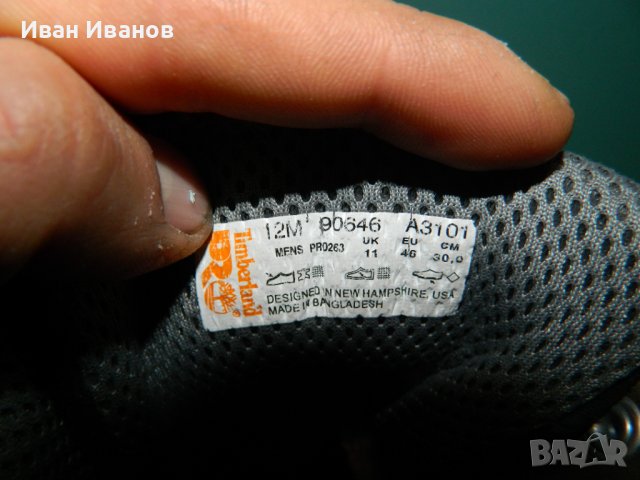 Иван Иванов
12M 90646 A3101
MENS PR0263 UK EU CM
11 46 30.0
Timberland
PRO
®
DESIGNED IN NEW HAMPSHIRE, USA
MADE IN BANGLADESH
BAZAR